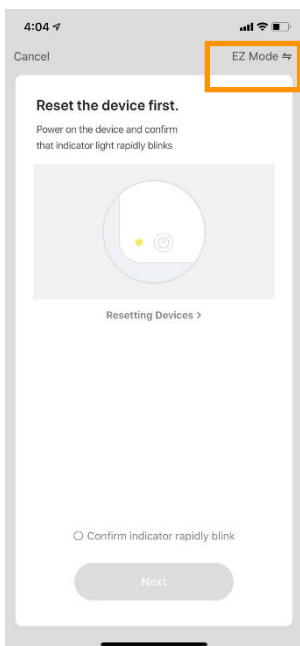 4:04
Cancel EZ Mode ⇋
Reset the device first.
Power on the device and confirm
that indicator light rapidly blinks
Resetting Devices >
Confirm indicator rapidly blink
Next